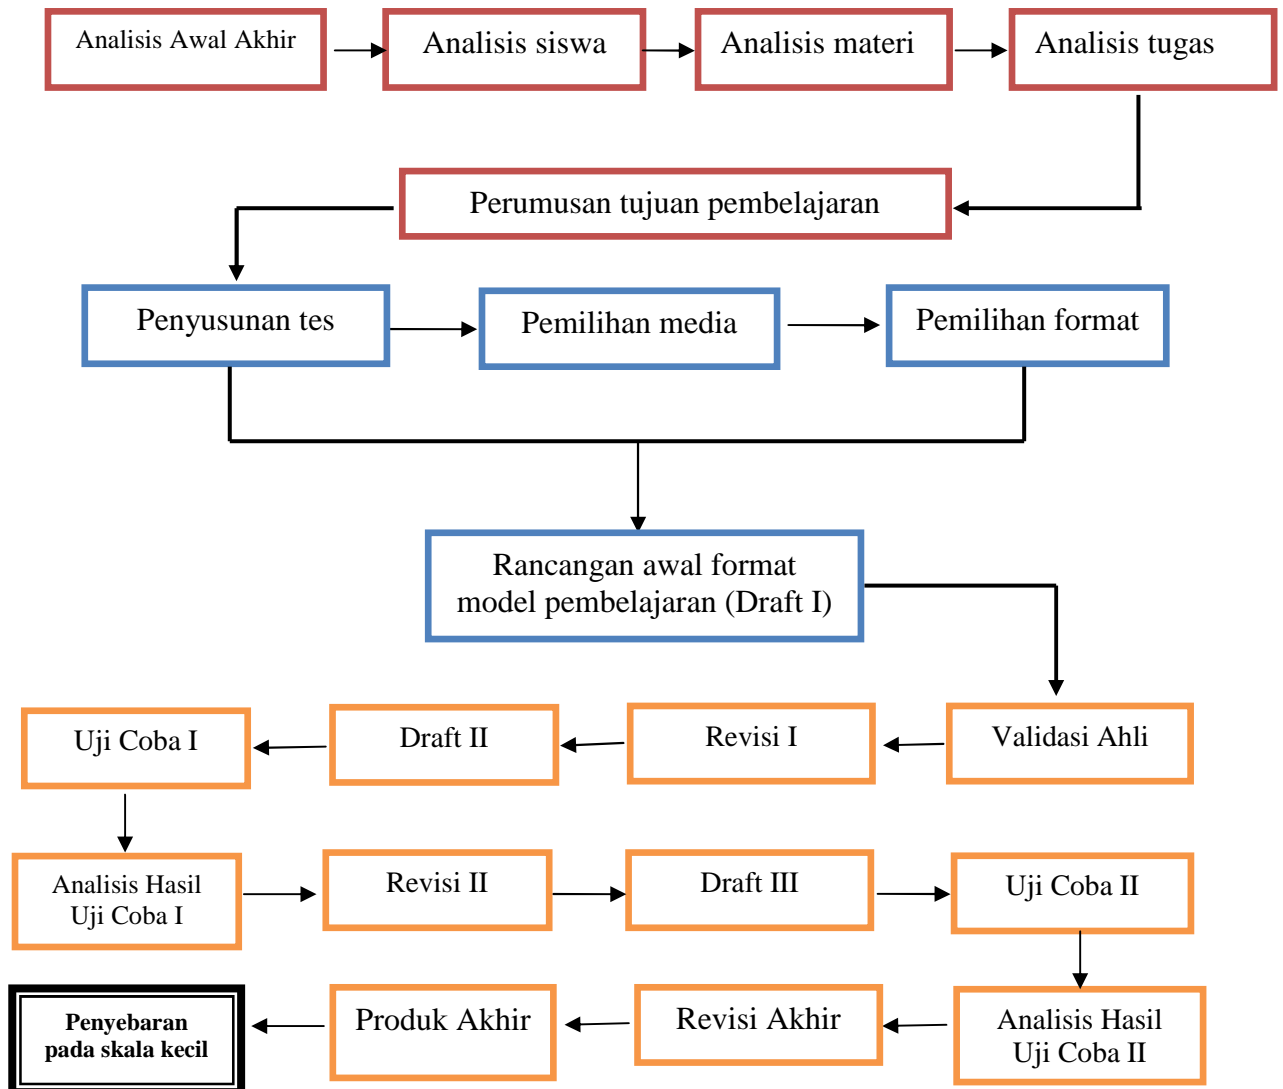 Analisis Awal Akhir
Analisis siswa
Analisis materi
Analisis tugas
Perumusan tujuan pembelajaran
Penyusunan tes
Pemilihan media
Pemilihan format
Rancangan awal format
model pembelajaran (Draft I)
Uji Coba I
Draft II
Revisi I
Validasi Ahli
Analisis Hasil
Uji Coba I
Revisi II
Draft III
Uji Coba II
Penyebaran
pada skala kecil
Produk Akhir
Revisi Akhir
Analisis Hasil
Uji Coba II